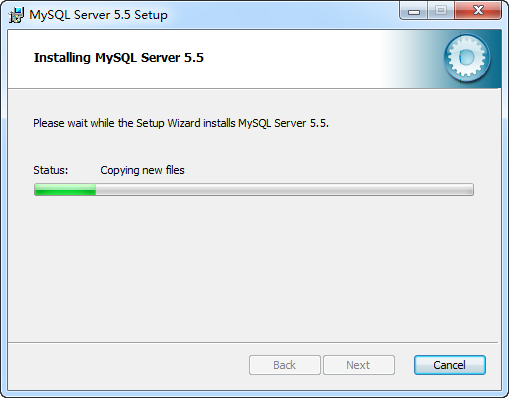 MySQL Server 5.5 Setup
Installing MySQL Server 5.5
Please wait while the Setup Wizard installs MySQL Server 5.5.
Status: Copying new files
Back Next Cancel